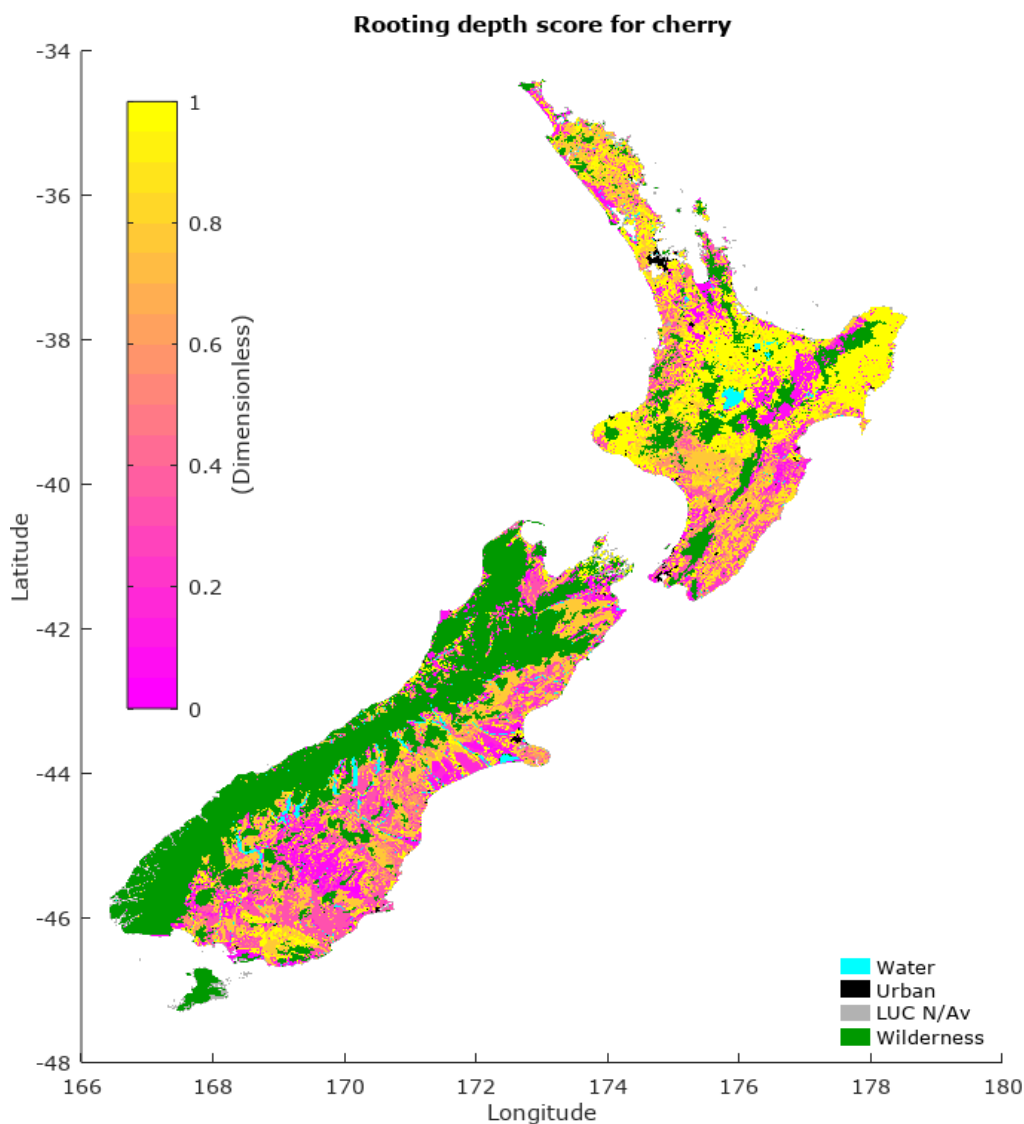 Rooting depth score for cherry
-34
-36
-38
-40
-42
-44
-46
-48
Latitude
1
0.8
0.6
0.4
0.2
0
(Dimensionless)
Water
Urban
LUC N/Av
Wilderness
166 168 170 172 174 176 178 180
Longitude